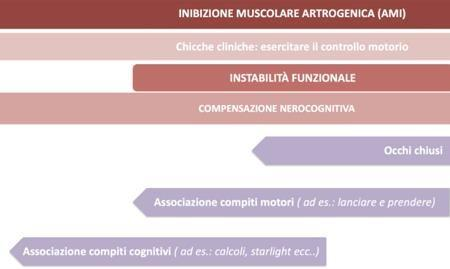 INIBIZIONE MUSCOLARE ARTROGENICA (AMI)
Chicche cliniche: esercitare il controllo motorio
INSTABILITÀ FUNZIONALE
COMPENSAZIONE NEROCOGNITIVA
Occhi chiusi
Associazione compiti motori ( ad es.: lanciare e prendere)
Associazione compiti cognitivi ( ad es.: calcoli, starlight ecc..)